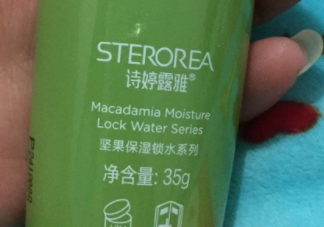 STEROREA
诗婷露雅®
Macadamia Moisture
Lock Water Series
坚果保湿锁水系列
净含量: 35g